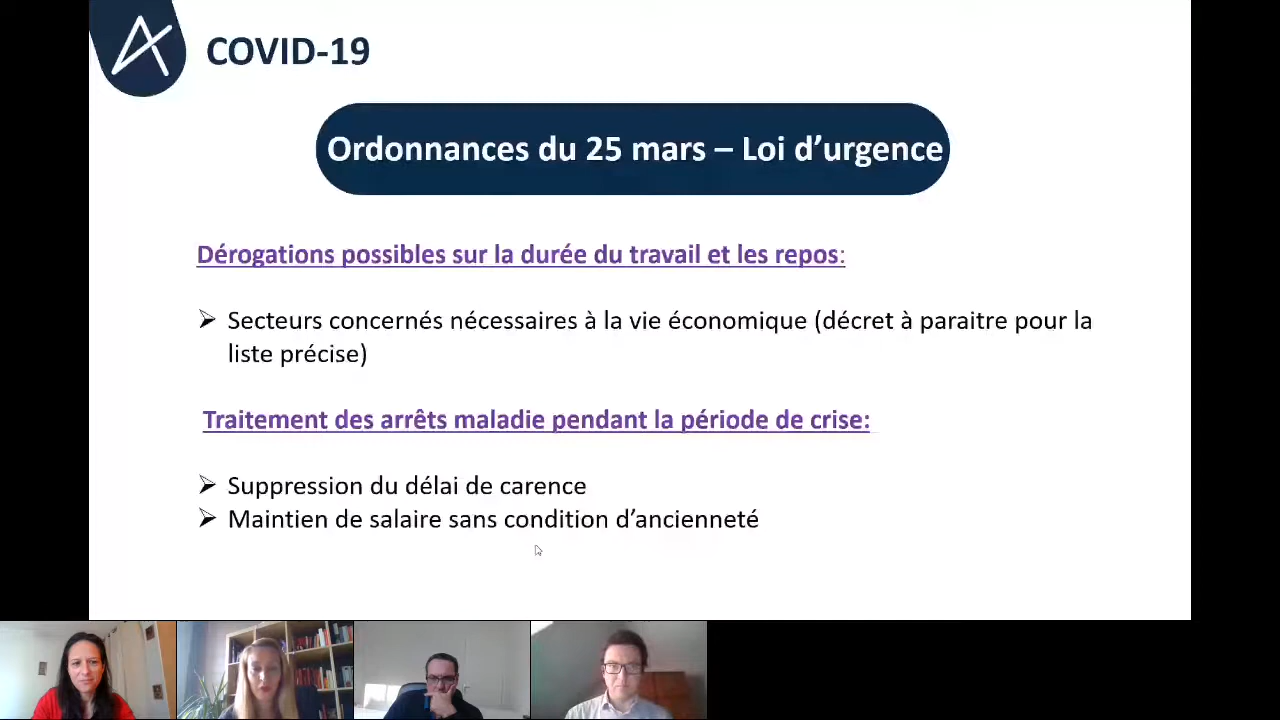 COVID-19
Ordonnances du 25 mars – Loi d’urgence
Dérogations possibles sur la durée du travail et les repos:
Secteurs concernés nécessaires à la vie économique (décret à paraitre pour la
liste précise)
Traitement des arrêts maladie pendant la période de crise:
Suppression du délai de carence
Maintien de salaire sans condition d’ancienneté